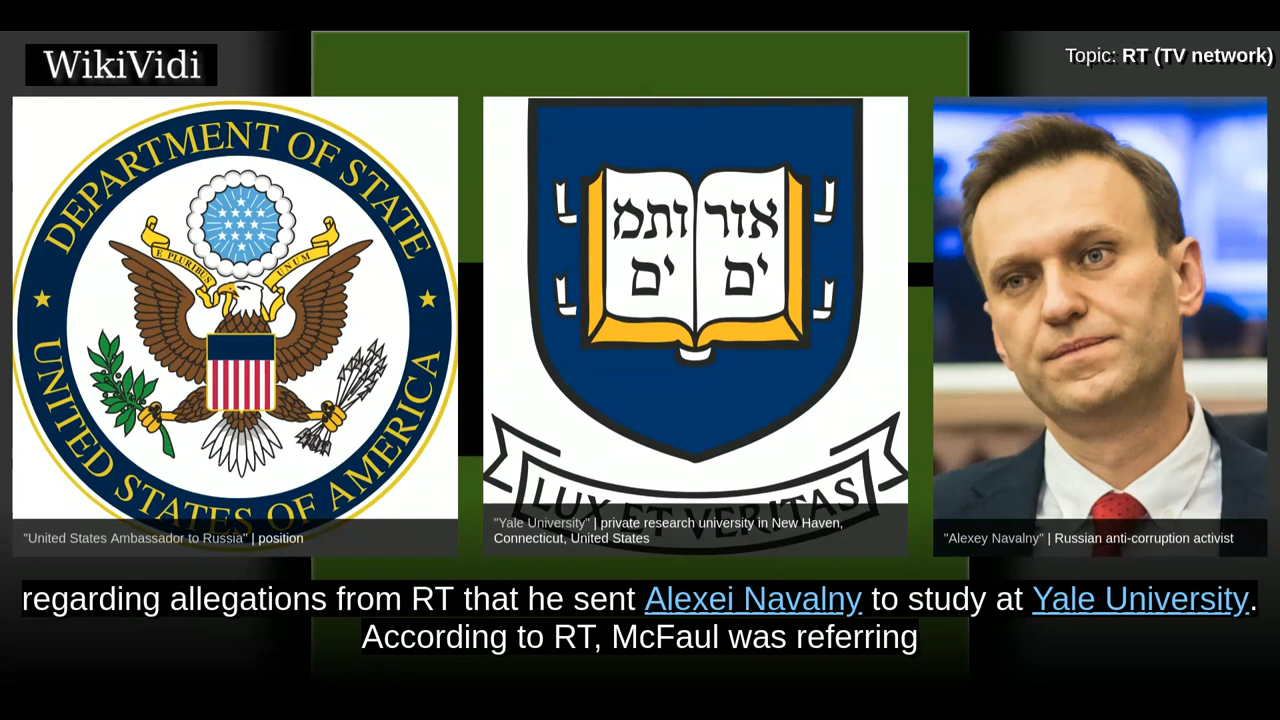 WikiVidi
Topic: RT (TV network)
DEPARTMENT OF STATE
E PLURIBUS UNUM
UNITED STATES OF AMERICA
אורים
ותמים
LUX ET VERITAS
"United States Ambassador to Russia" | position
"Yale University" | private research university in New Haven,
Connecticut, United States
"Alexey Navalny" | Russian anti-corruption activist
regarding allegations from RT that he sent Alexei Navalny to study at Yale University.
According to RT, McFaul was referring